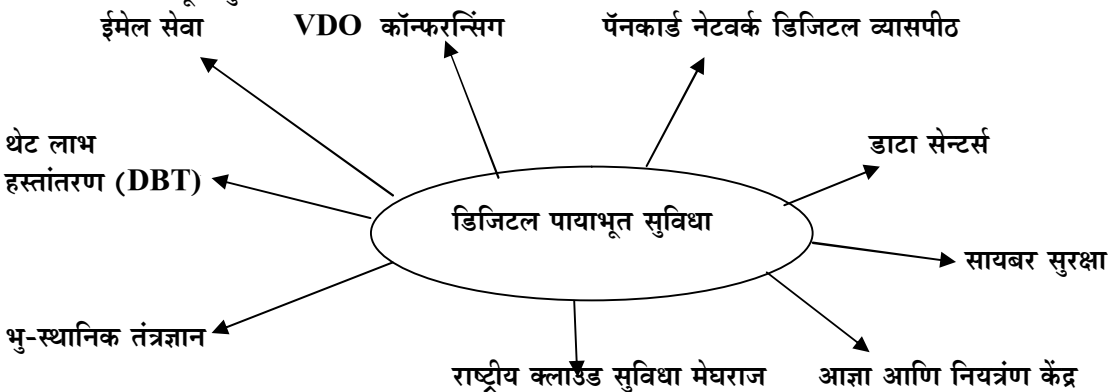 ईमेल सेवा VDO कॉन्फरन्सिंग पॅनकार्ड नेटवर्क डिजिटल व्यासपीठ
थेट लाभ
हस्तांतरण (DBT)
डाटा सेन्टर्स
डिजिटल पायाभूत सुविधा
सायबर सुरक्षा
भु-स्थानिक तंत्रज्ञान
राष्ट्रीय क्लाउड सुविधा मेघराज आज्ञा आणि नियत्रंण केंद्र